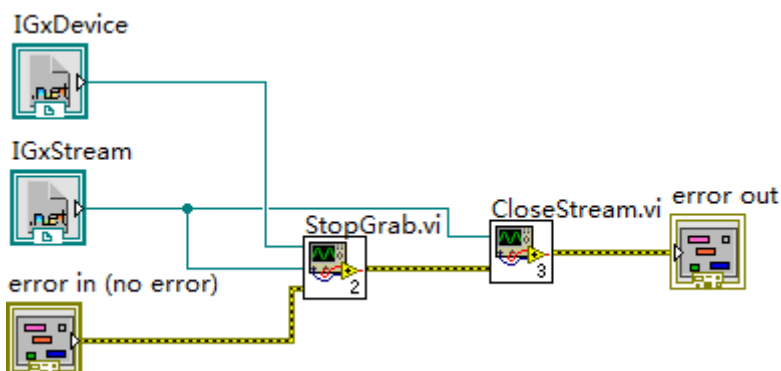 IGxDevice
.net
IGxStream
.net
StopGrab.vi
2
CloseStream.vi
3
error out
error in (no error)